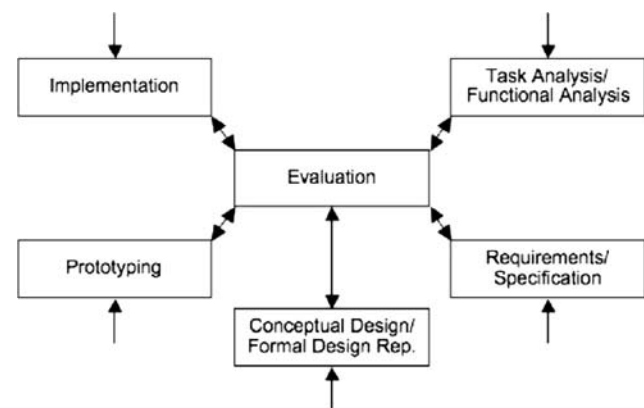 Implementation
Task Analysis/
Functional Analysis
Evaluation
Prototyping
Requirements/
Specification
Conceptual Design/
Formal Design Rep.